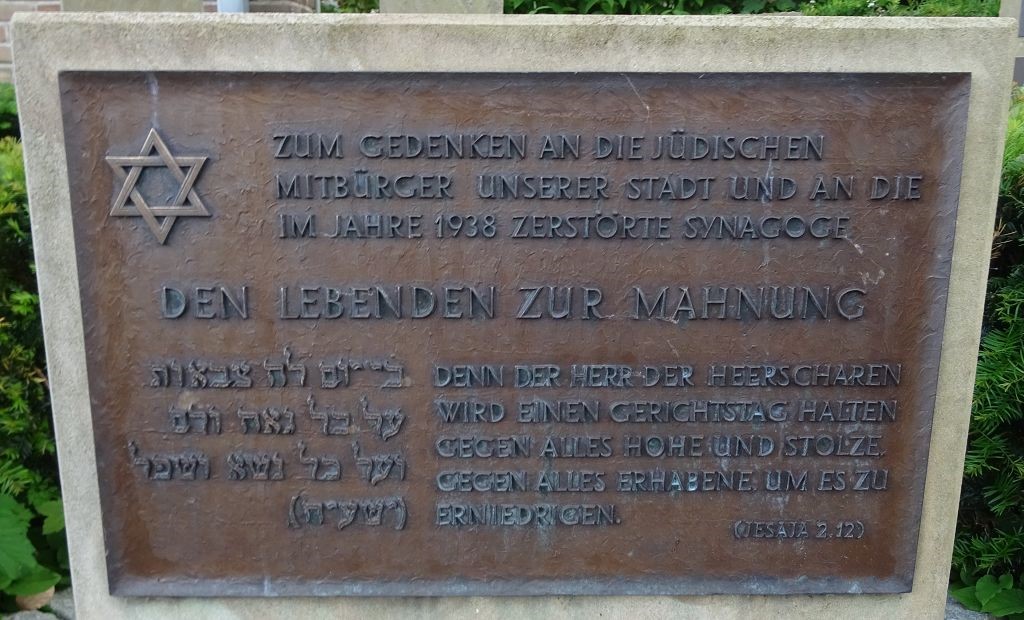 ZUM GEDENKEN AN DIE JÜDISCHEN
MITBÜRGER UNSERER STADT UND AN DIE
IM JAHRE 1938 ZERSTÖRTE SYNAGOGE
DEN LEBENDEN ZUR MAHNUNG
כי יום לה צבאות
על כל גאה ורם
ועל כל נשא ושפל
(ישעיה)
DENN DER HERR DER HEERSCHAREN
WIRD EINEN GERICHTSTAG HALTEN
GEGEN ALLES HOHE UND STOLZE,
GEGEN ALLES ERHABENE, UM ES ZU
ERNIEDRIGEN.
(JESAJA 2.12)